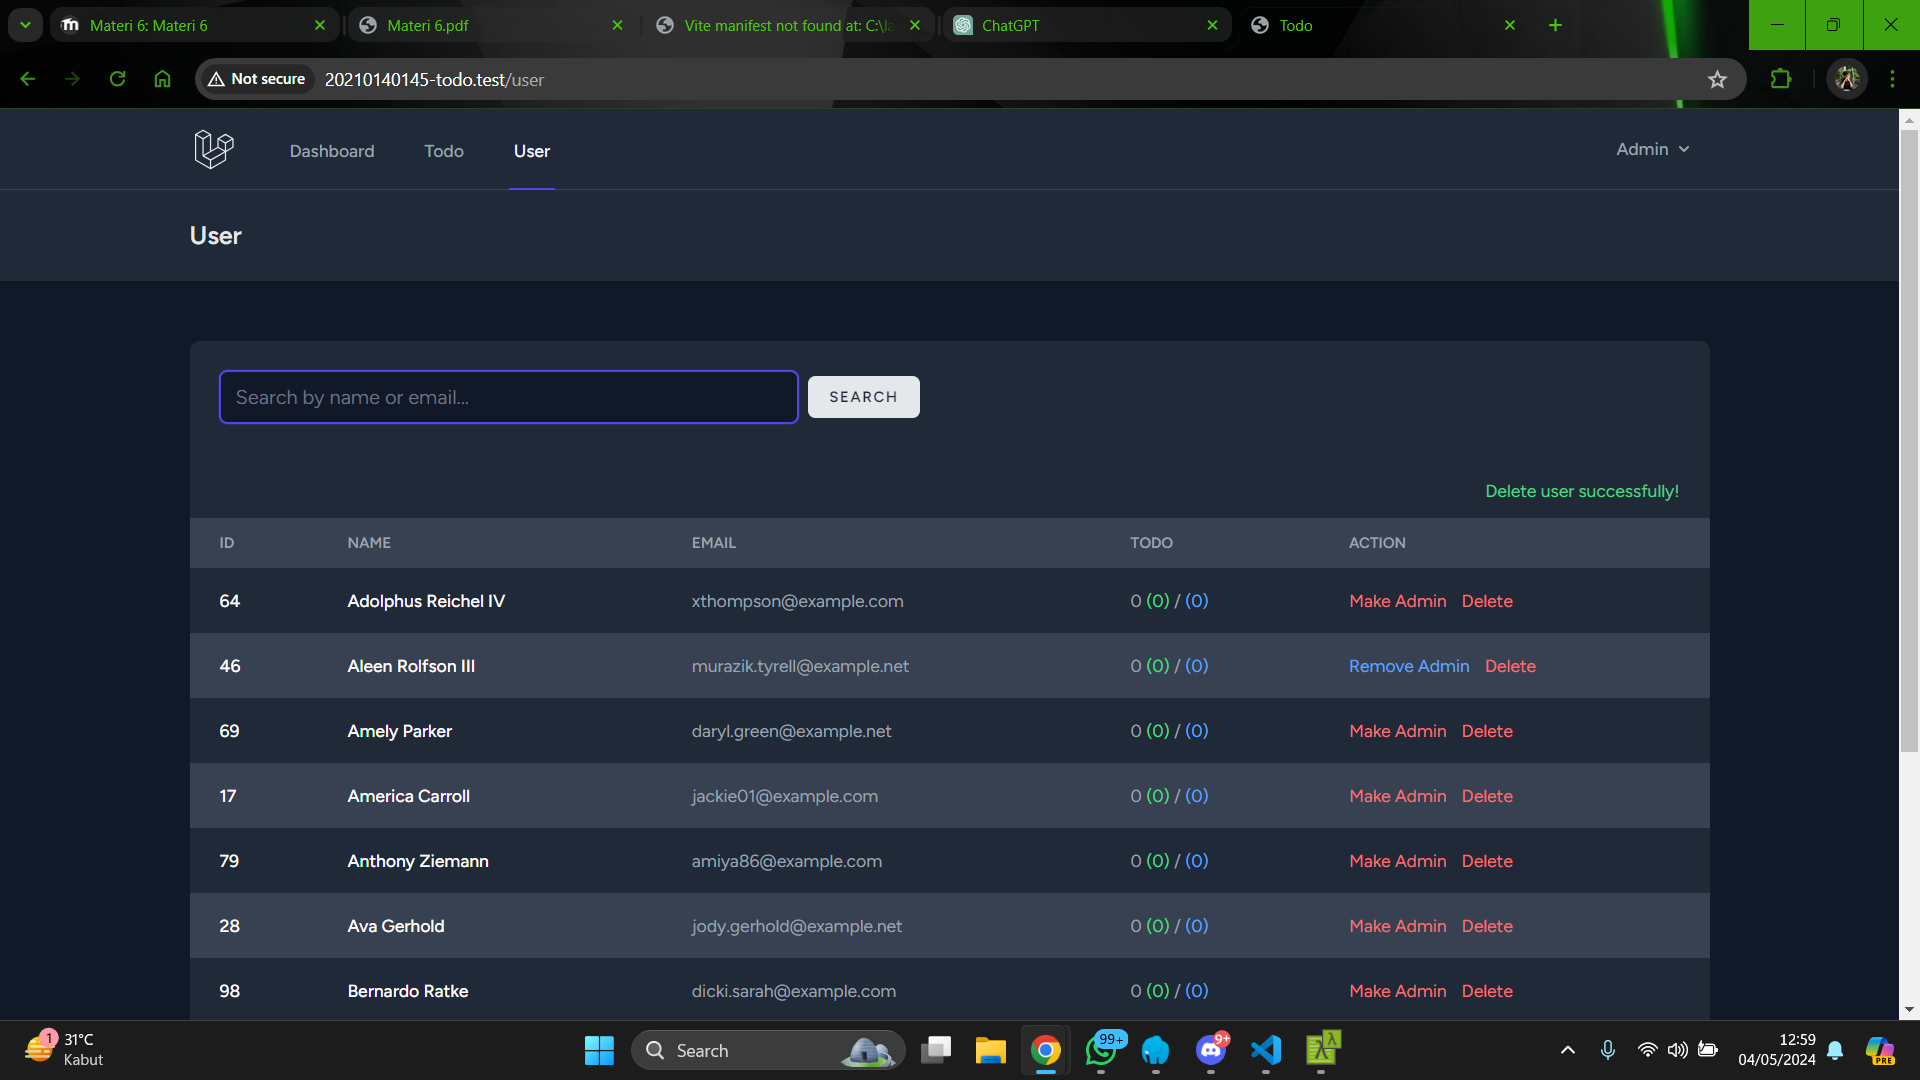 Materi 6: Materi 6
Materi 6.pdf
Vite manifest not found at: C:\la
ChatGPT
Todo
Not secure
20210140145-todo.test/user
Dashboard
Todo
User
Admin
User
Search by name or email...
SEARCH
Delete user successfully!
ID NAME EMAIL TODO ACTION
64 Adolphus Reichel IV xthompson@example.com 0 (0) / (0) Make Admin Delete
46 Aleen Rolfson III murazik.tyrell@example.net 0 (0) / (0) Remove Admin Delete
69 Amely Parker daryl.green@example.net 0 (0) / (0) Make Admin Delete
17 America Carroll jackie01@example.com 0 (0) / (0) Make Admin Delete
79 Anthony Ziemann amiya86@example.com 0 (0) / (0) Make Admin Delete
28 Ava Gerhold jody.gerhold@example.net 0 (0) / (0) Make Admin Delete
98 Bernardo Ratke dicki.sarah@example.com 0 (0) / (0) Make Admin Delete
1
31°C
Kabut
Search
99+
9+
12:59
04/05/2024
PRE